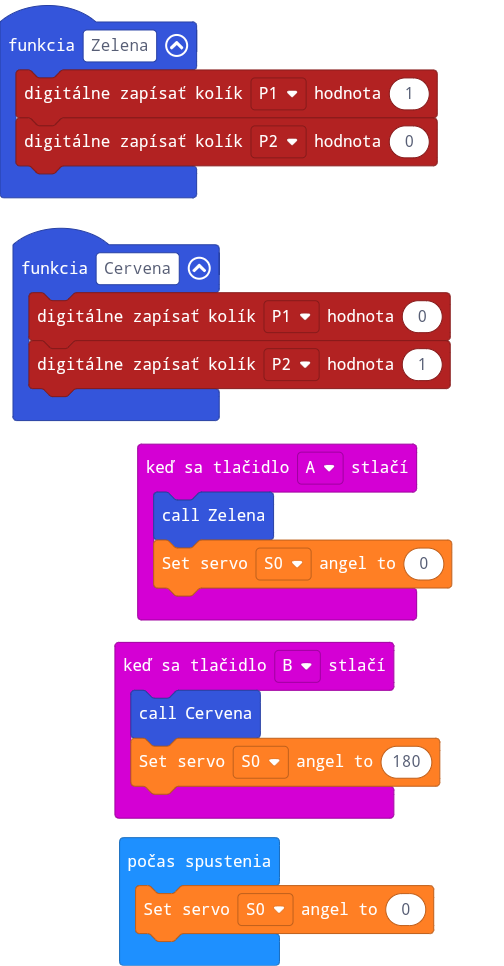 funkcia Zelena
digitálne zapísať kolík P1 hodnota 1
digitálne zapísať kolík P2 hodnota 0
funkcia Cervena
digitálne zapísať kolík P1 hodnota 0
digitálne zapísať kolík P2 hodnota 1
keď sa tlačidlo A stlačí
call Zelena
Set servo S0 angel to 0
keď sa tlačidlo B stlačí
call Cervena
Set servo S0 angel to 180
počas spustenia
Set servo S0 angel to 0